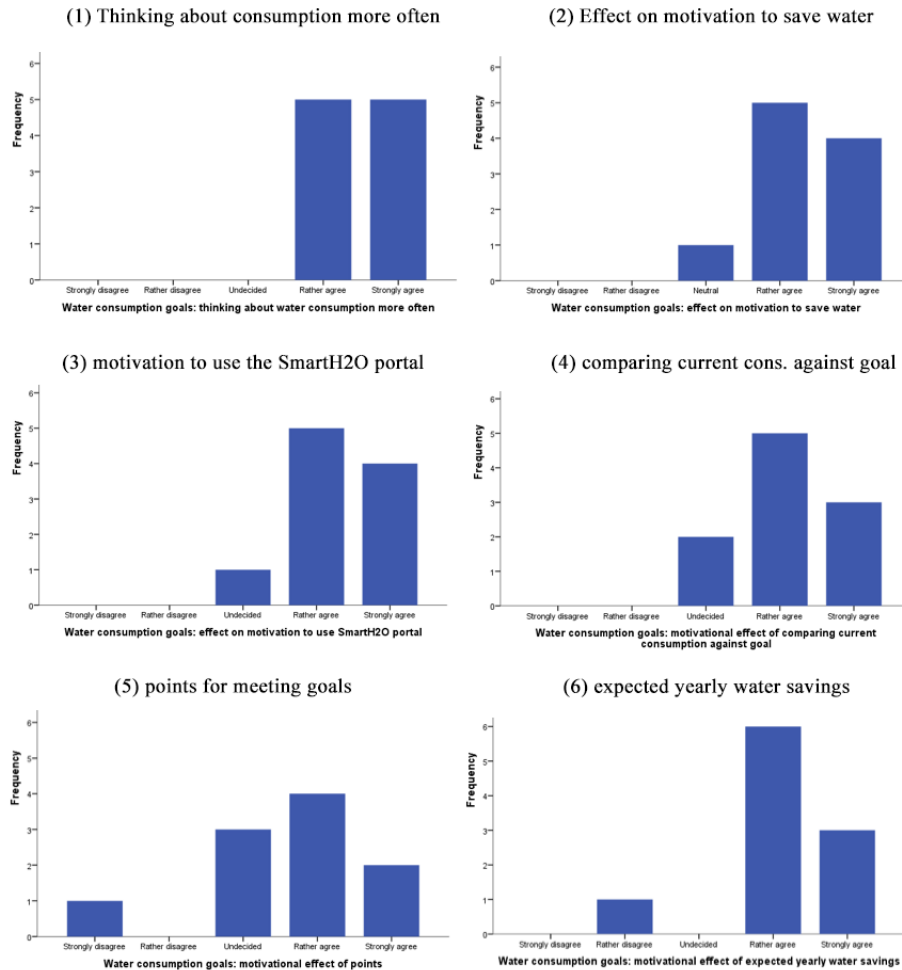 (1) Thinking about consumption more often
Frequency
6
5
4
3
2
1
0
Strongly disagree Rather disagree Undecided Rather agree Strongly agree
Water consumption goals: thinking about water consumption more often
(2) Effect on motivation to save water
Frequency
6
5
4
3
2
1
0
Strongly disagree Rather disagree Neutral Rather agree Strongly agree
Water consumption goals: effect on motivation to save water
(3) motivation to use the SmartH2O portal
Frequency
6
5
4
3
2
1
0
Strongly disagree Rather disagree Undecided Rather agree Strongly agree
Water consumption goals: effect on motivation to use SmartH2O portal
(4) comparing current cons. against goal
Frequency
6
5
4
3
2
1
0
Strongly disagree Rather disagree Undecided Rather agree Strongly agree
Water consumption goals: motivational effect of comparing current
consumption against goal
(5) points for meeting goals
Frequency
6
5
4
3
2
1
0
Strongly disagree Rather disagree Undecided Rather agree Strongly agree
Water consumption goals: motivational effect of points
(6) expected yearly water savings
Frequency
6
5
4
3
2
1
0
Strongly disagree Rather disagree Undecided Rather agree Strongly agree
Water consumption goals: motivational effect of expected yearly water savings